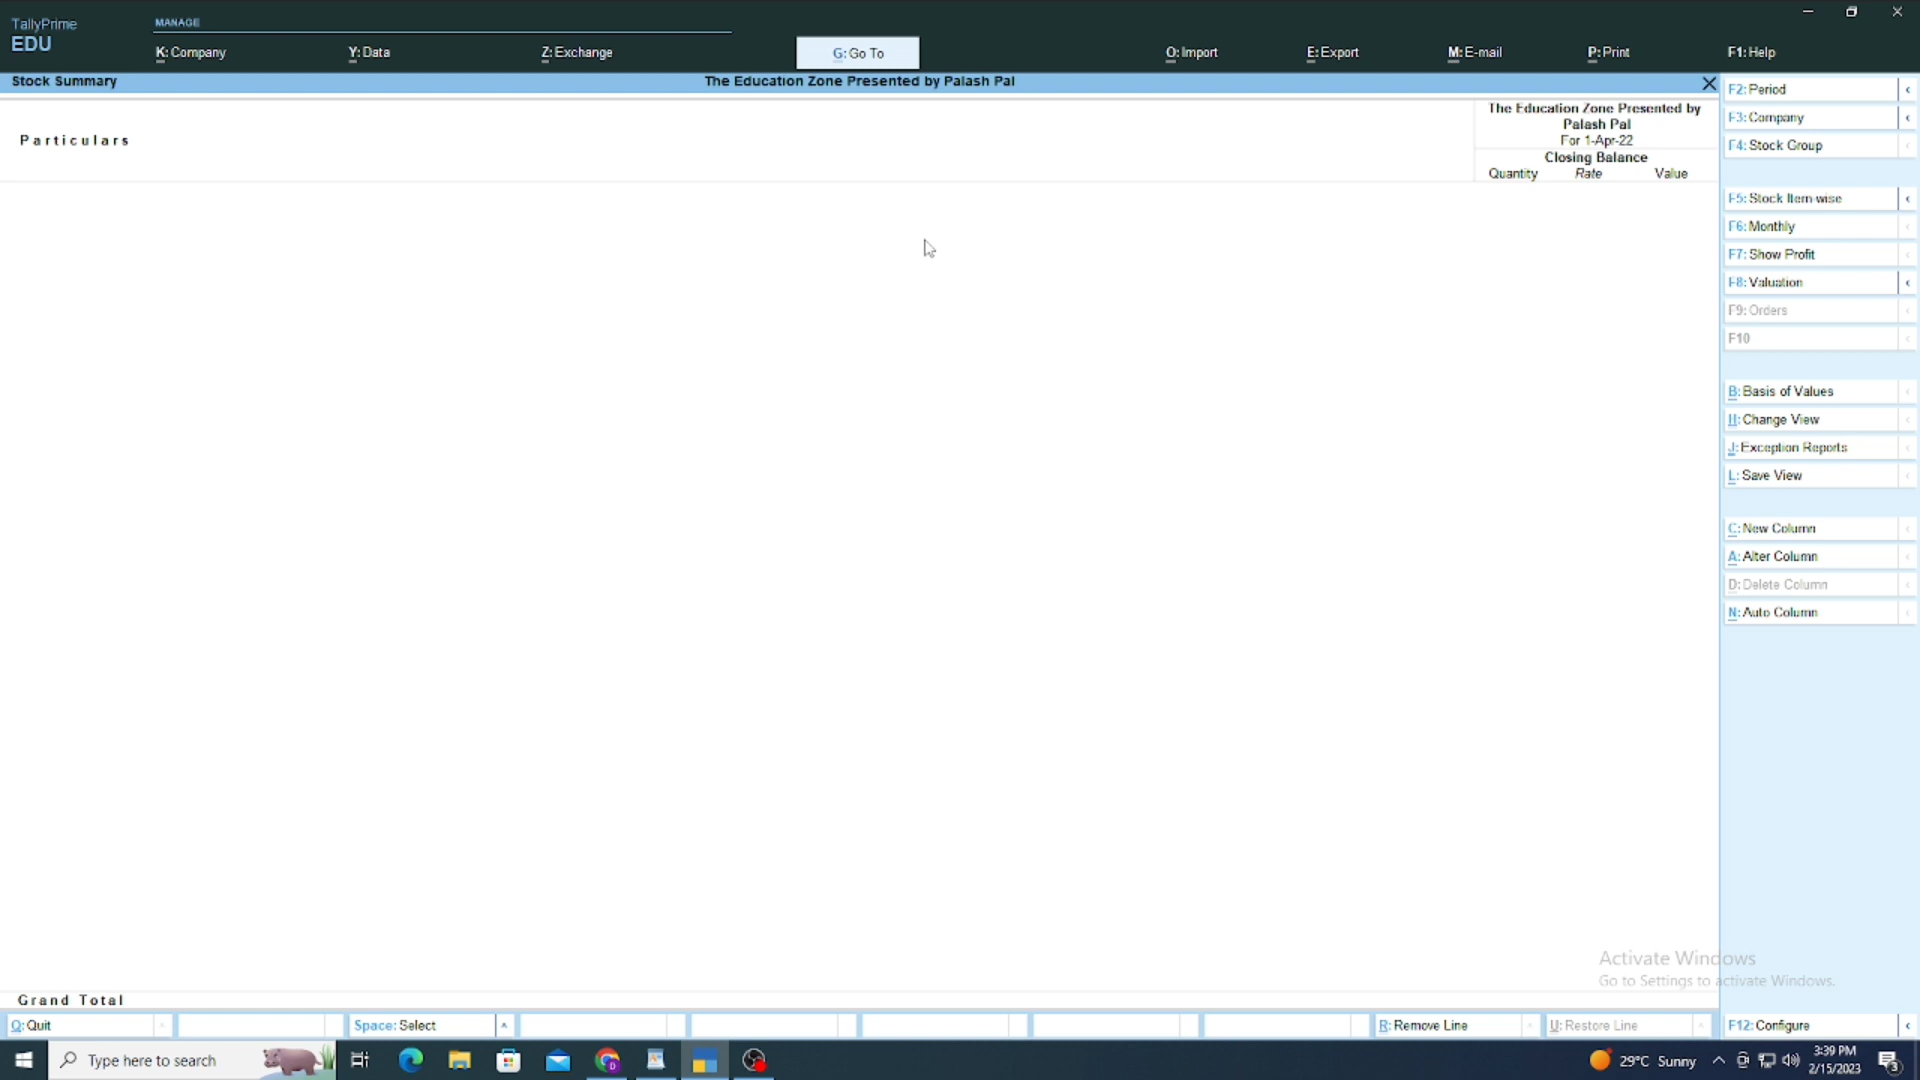 TallyPrime
EDU
MANAGE
K: Company
Y: Data
Z: Exchange
G: Go To
O: Import
E: Export
M: E-mail
P: Print
F1: Help
Stock Summary
The Education Zone Presented by Palash Pal
Particulars
The Education Zone Presented by
Palash Pal
For 1-Apr-22
Closing Balance
Quantity Rate Value
F2: Period
F3: Company
F4: Stock Group
F5: Stock Item-wise
F6: Monthly
F7: Show Profit
F8: Valuation
F9: Orders
F10
B: Basis of Values
H: Change View
J: Exception Reports
L: Save View
C: New Column
A: Alter Column
D: Delete Column
N: Auto Column
Activate Windows
Go to Settings to activate Windows.
Grand Total
Q: Quit
Space: Select
R: Remove Line
U: Restore Line
F12: Configure
Type here to search
29°C Sunny
3:39 PM
2/15/2023
3